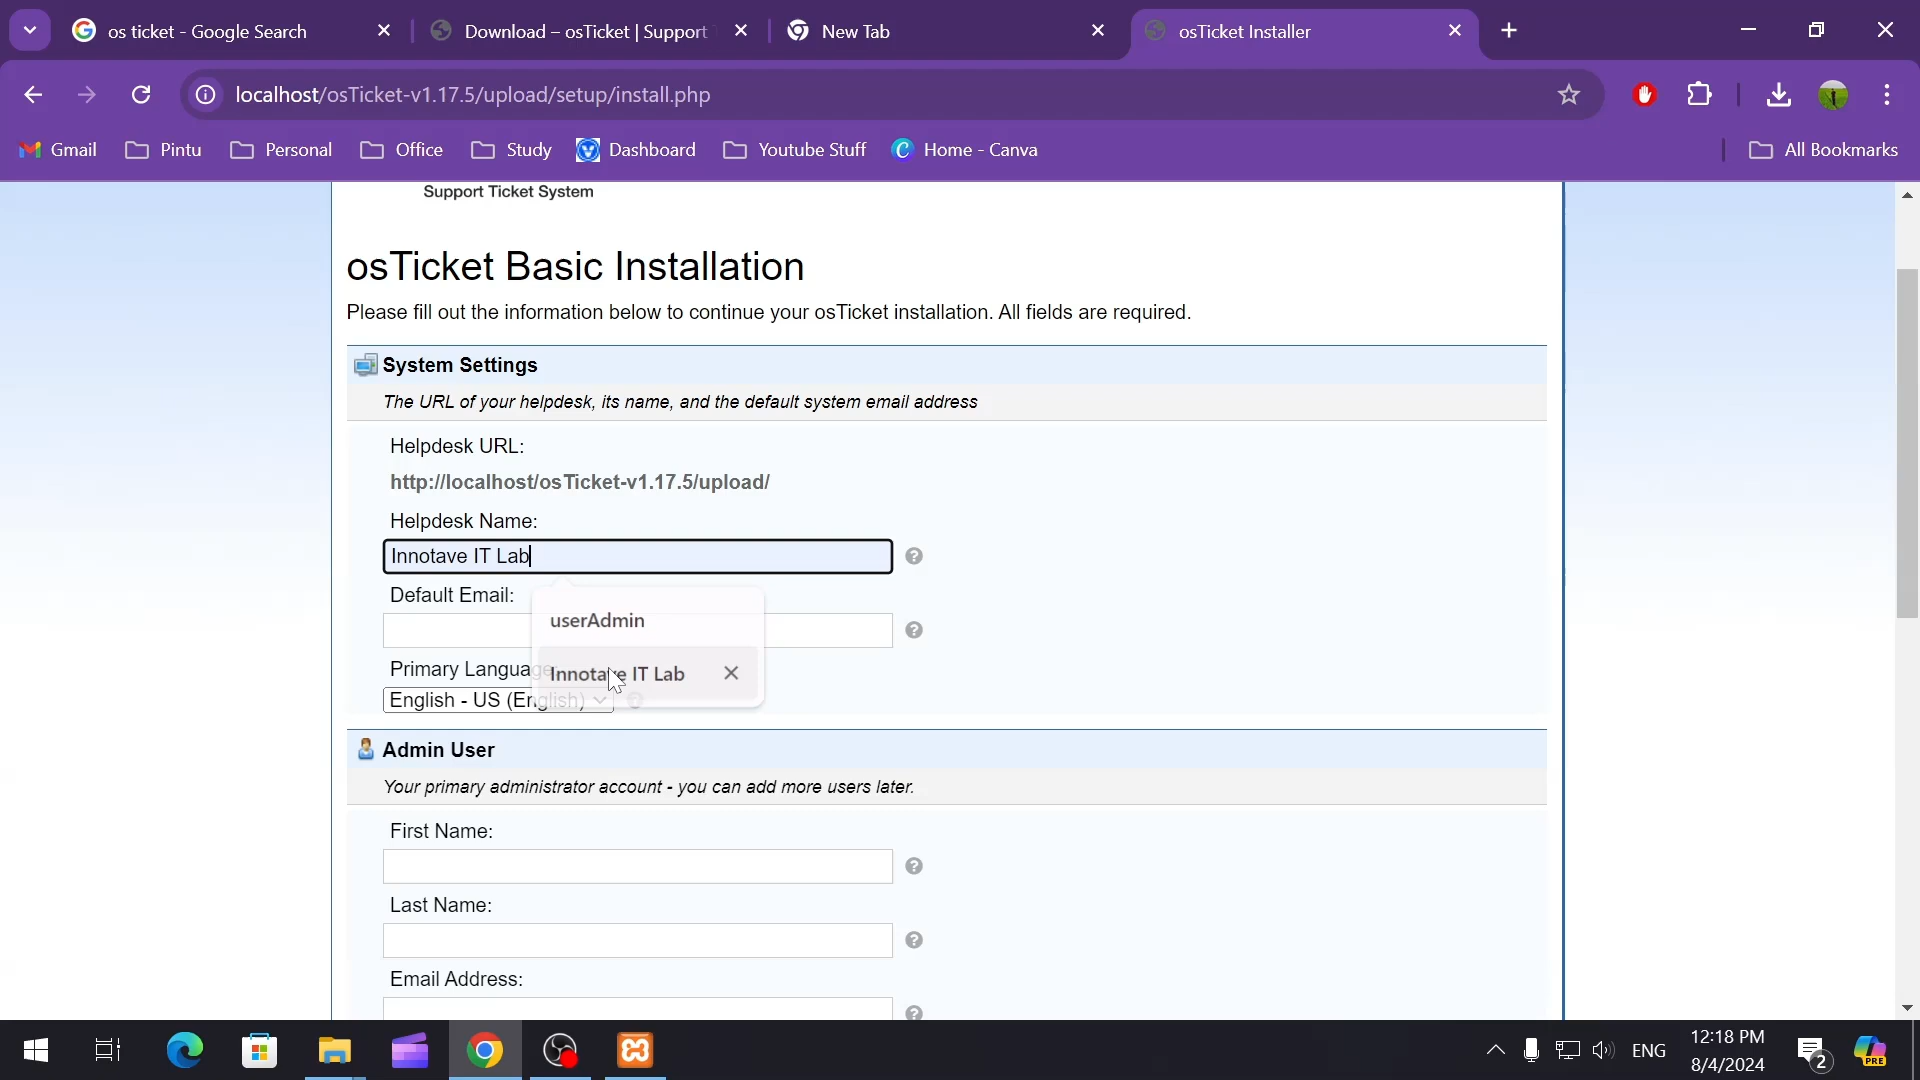 os ticket - Google Search
Download – osTicket | Support
New Tab
osTicket Installer
localhost/osTicket-v1.17.5/upload/setup/install.php
Gmail
Pintu
Personal
Office
Study
Dashboard
Youtube Stuff
Home - Canva
All Bookmarks
Support Ticket System
osTicket Basic Installation
Please fill out the information below to continue your osTicket installation. All fields are required.
System Settings
The URL of your helpdesk, its name, and the default system email address
Helpdesk URL:
http://localhost/osTicket-v1.17.5/upload/
Helpdesk Name:
Innotave IT Lab
Default Email:
userAdmin
Primary Language
Innotave IT Lab
English - US (English)
Admin User
Your primary administrator account - you can add more users later.
First Name:
Last Name:
Email Address:
ENG
12:18 PM
8/4/2024
2
PRE